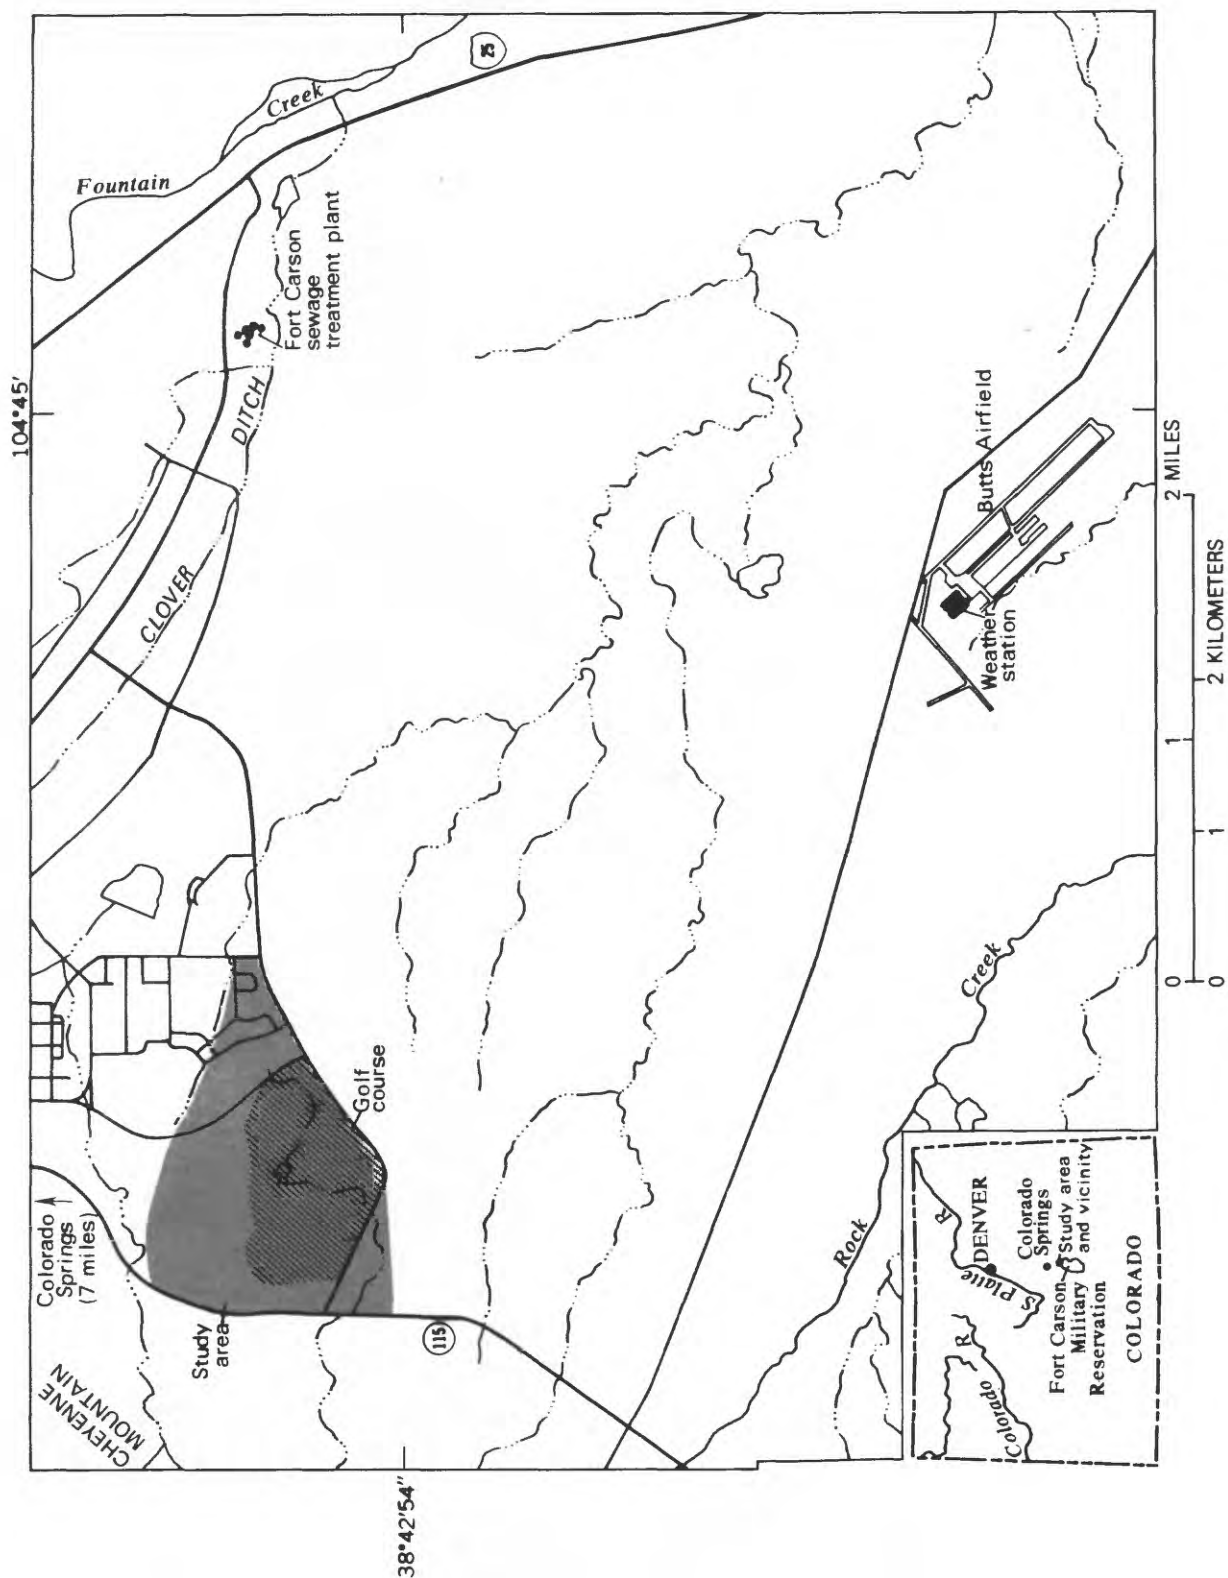 104°45'
38°42'54"
Colorado
Springs
(7 miles)
CHEYENNE
MOUNTAIN
Study
area
115
Golf
course
CLOVER
DITCH
Fountain
Creek
25
Fort Carson
sewage
treatment plant
Butts Airfield
Weather
station
Rock
Creek
0
1
2 MILES
0
1
2 KILOMETERS
DENVER
S Platte
R
Colorado
R
Colorado
Springs
Study area
and vicinity
Fort Carson
Military
Reservation
COLORADO